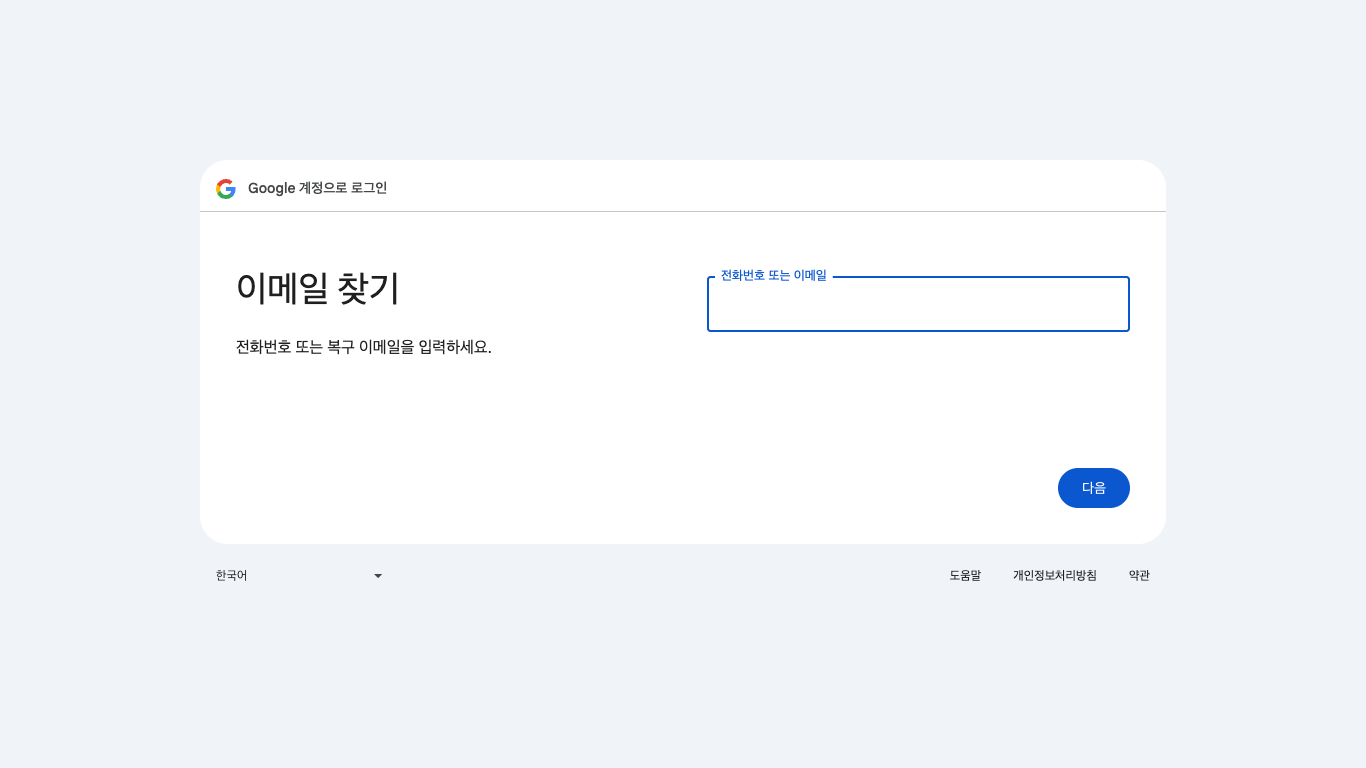 Google 계정으로 로그인
이메일 찾기
전화번호 또는 복구 이메일을 입력하세요.
전화번호 또는 이메일
다음
한국어
도움말
개인정보처리방침
약관